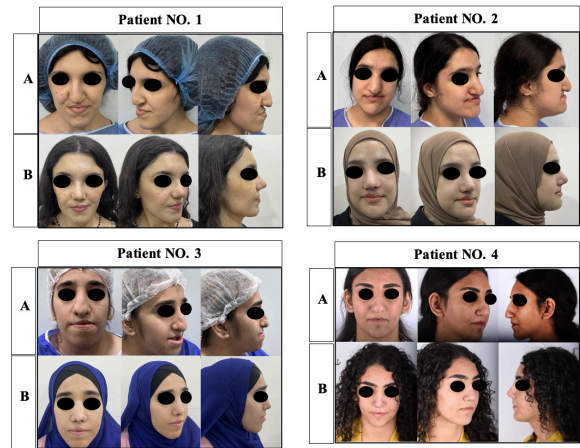 Patient NO. 1
A
B
Patient NO. 2
A
B
Patient NO. 3
A
B
Patient NO. 4
A
B